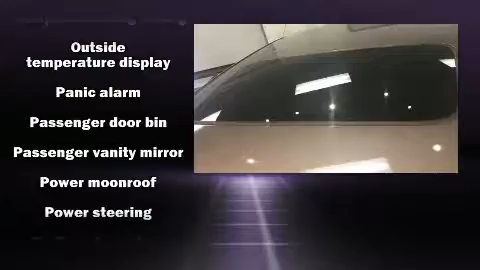 Outside
temperature display
Panic alarm
Passenger door bin
Passenger vanity mirror
Power moonroof
Power steering